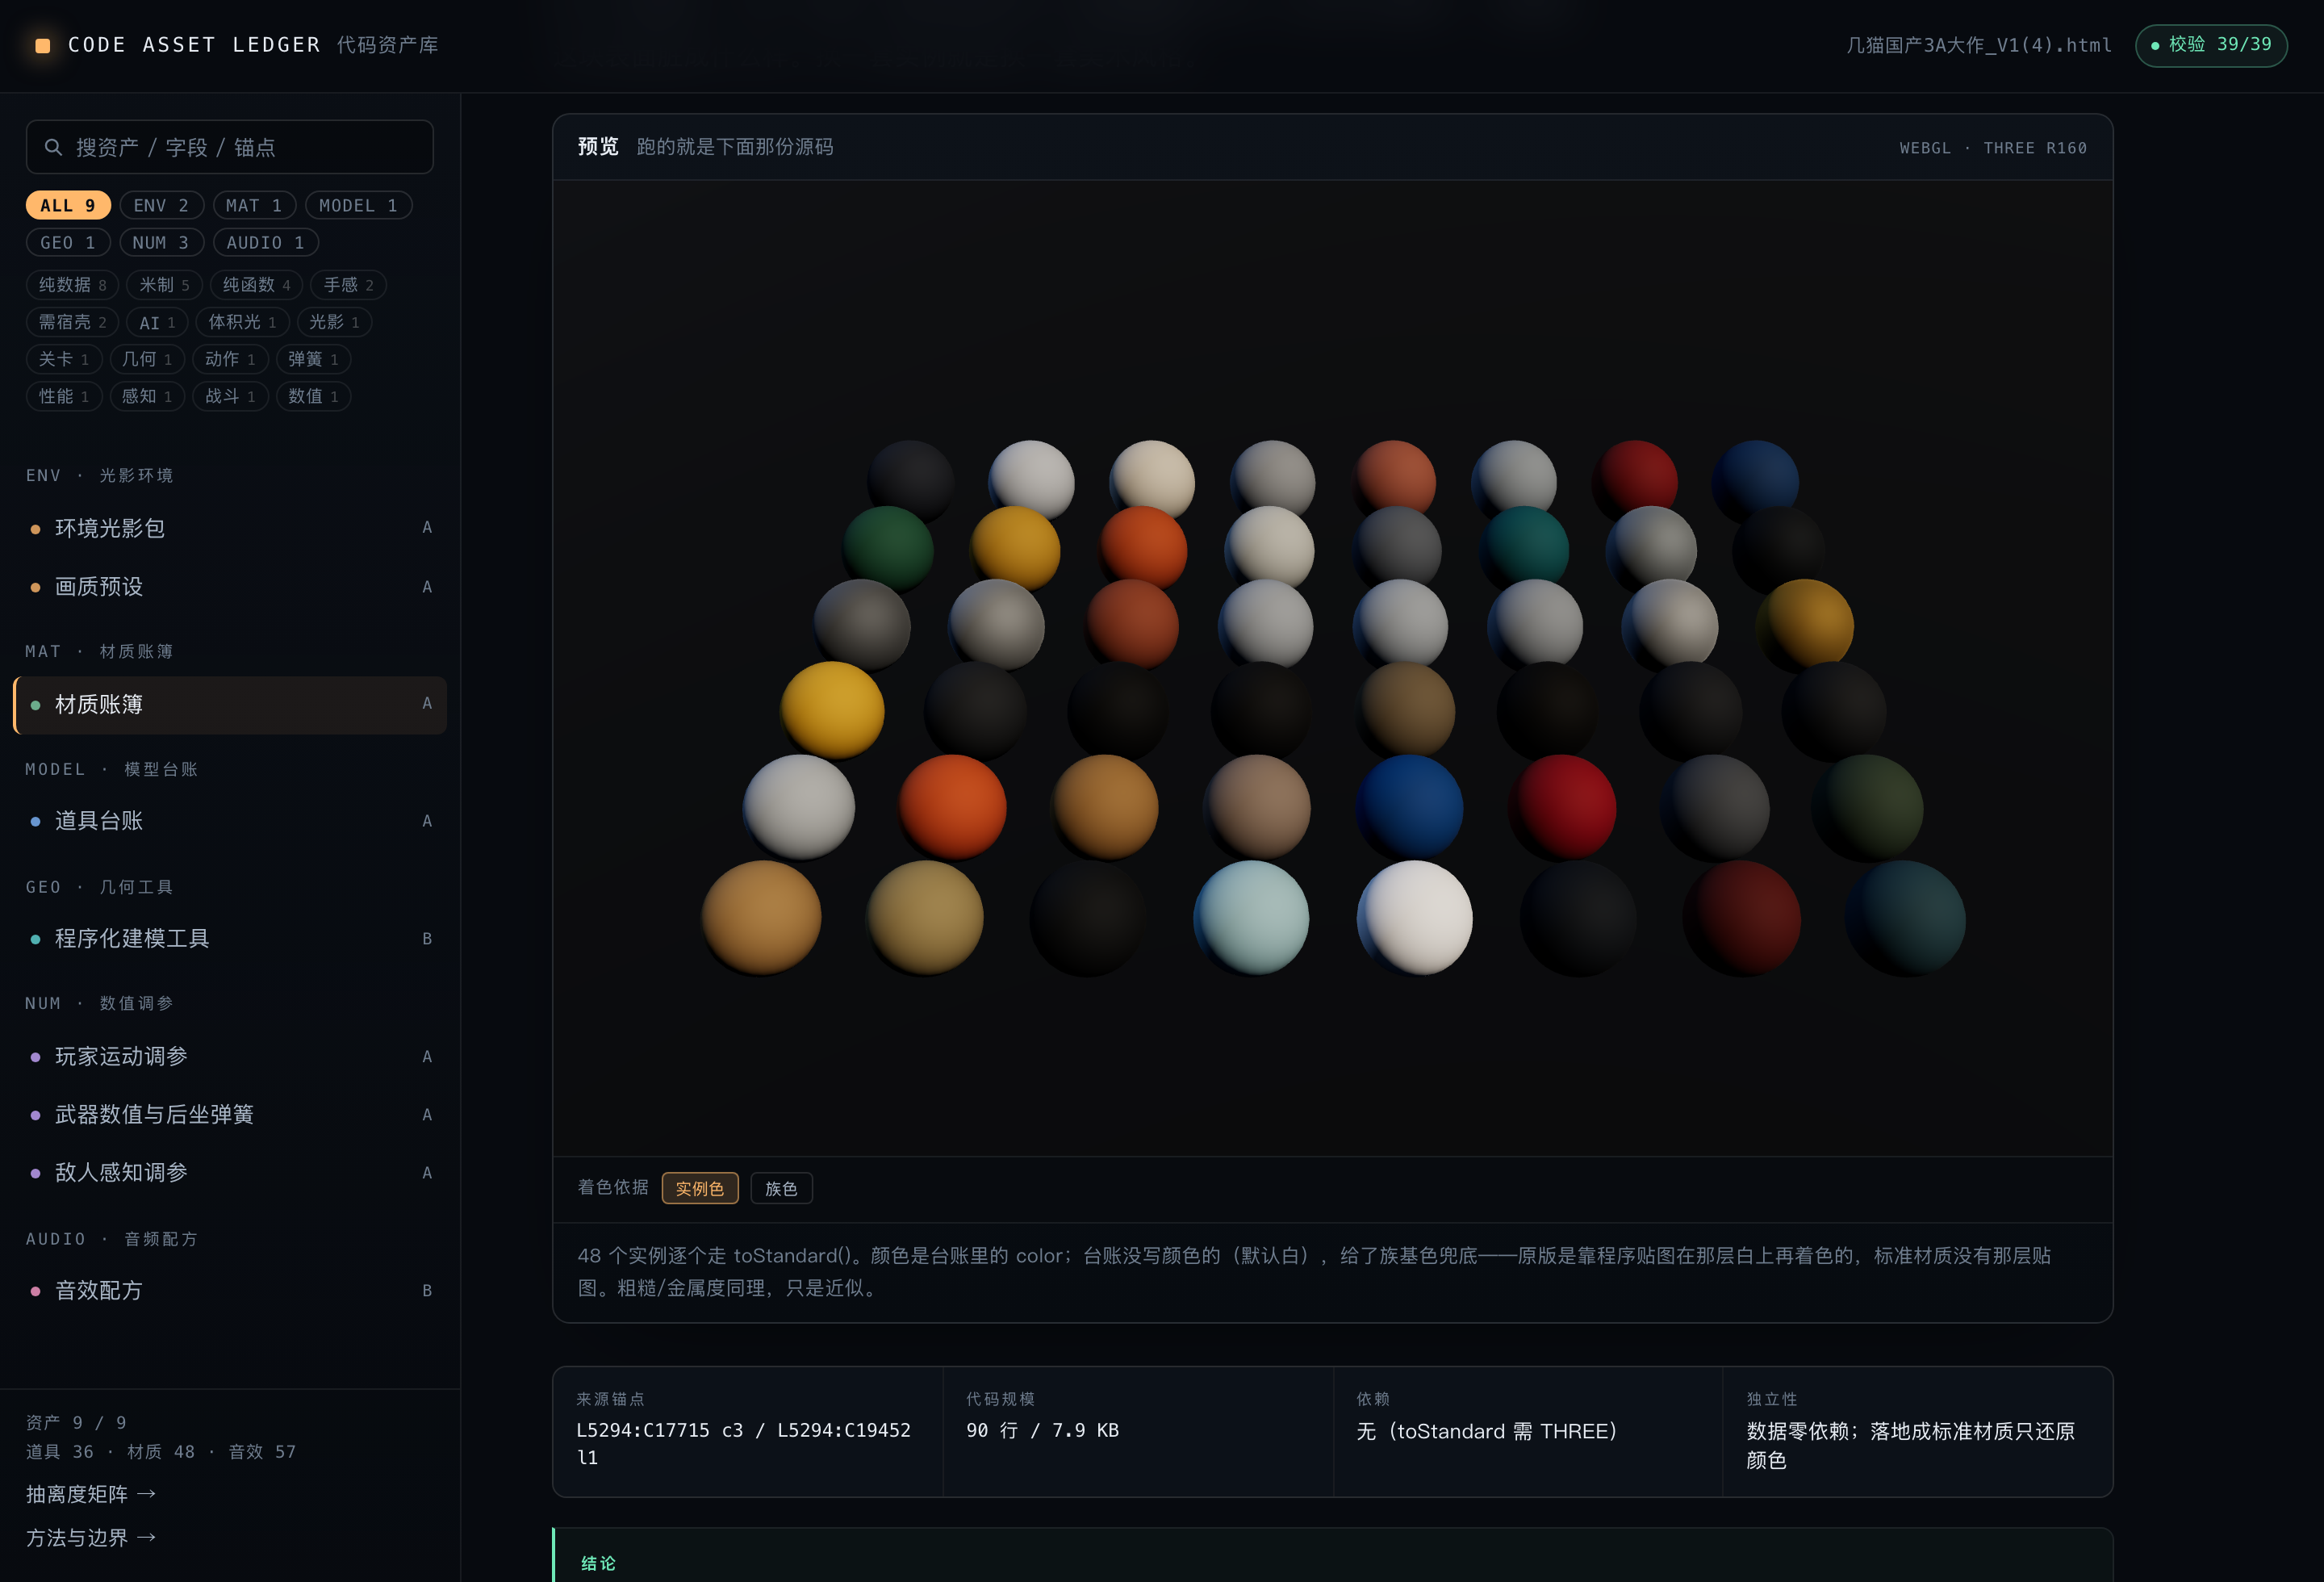 CODE ASSET LEDGER 代码资产库
几猫国产3A大作_V1(4).html
校验 39/39
搜资产 / 字段 / 锚点
ALL 9 ENV 2 MAT 1 MODEL 1
GEO 1 NUM 3 AUDIO 1
纯数据 8 米制 5 纯函数 4 手感 2
需宿壳 2 AI 1 体积光 1 光影 1
关卡 1 几何 1 动作 1 弹簧 1
性能 1 感知 1 战斗 1 数值 1
ENV · 光影环境
环境光影包 A
画质预设 A
MAT · 材质账簿
材质账簿 A
MODEL · 模型台账
道具台账 A
GEO · 几何工具
程序化建模工具 B
NUM · 数值调参
玩家运动调参 A
武器数值与后坐弹簧 A
敌人感知调参 A
AUDIO · 音频配方
音效配方 B
资产 9 / 9
道具 36 · 材质 48 · 音效 57
抽离度矩阵 →
方法与边界 →
预览 跑的就是下面那份源码
WEBGL · THREE R160
着色依据 实例色 族色
48 个实例逐个走 toStandard()。颜色是台账里的 color；台账没写颜色的（默认白），给了族基色兜底——原版是靠程序贴图在那层白上再着色的，标准材质没有那层贴
图。粗糙/金属度同理，只是近似。
来源锚点
L5294:C17715 c3 / L5294:C19452
l1
代码规模
90 行 / 7.9 KB
依赖
无（toStandard 需 THREE）
独立性
数据零依赖；落地成标准材质只还原
颜色
结论